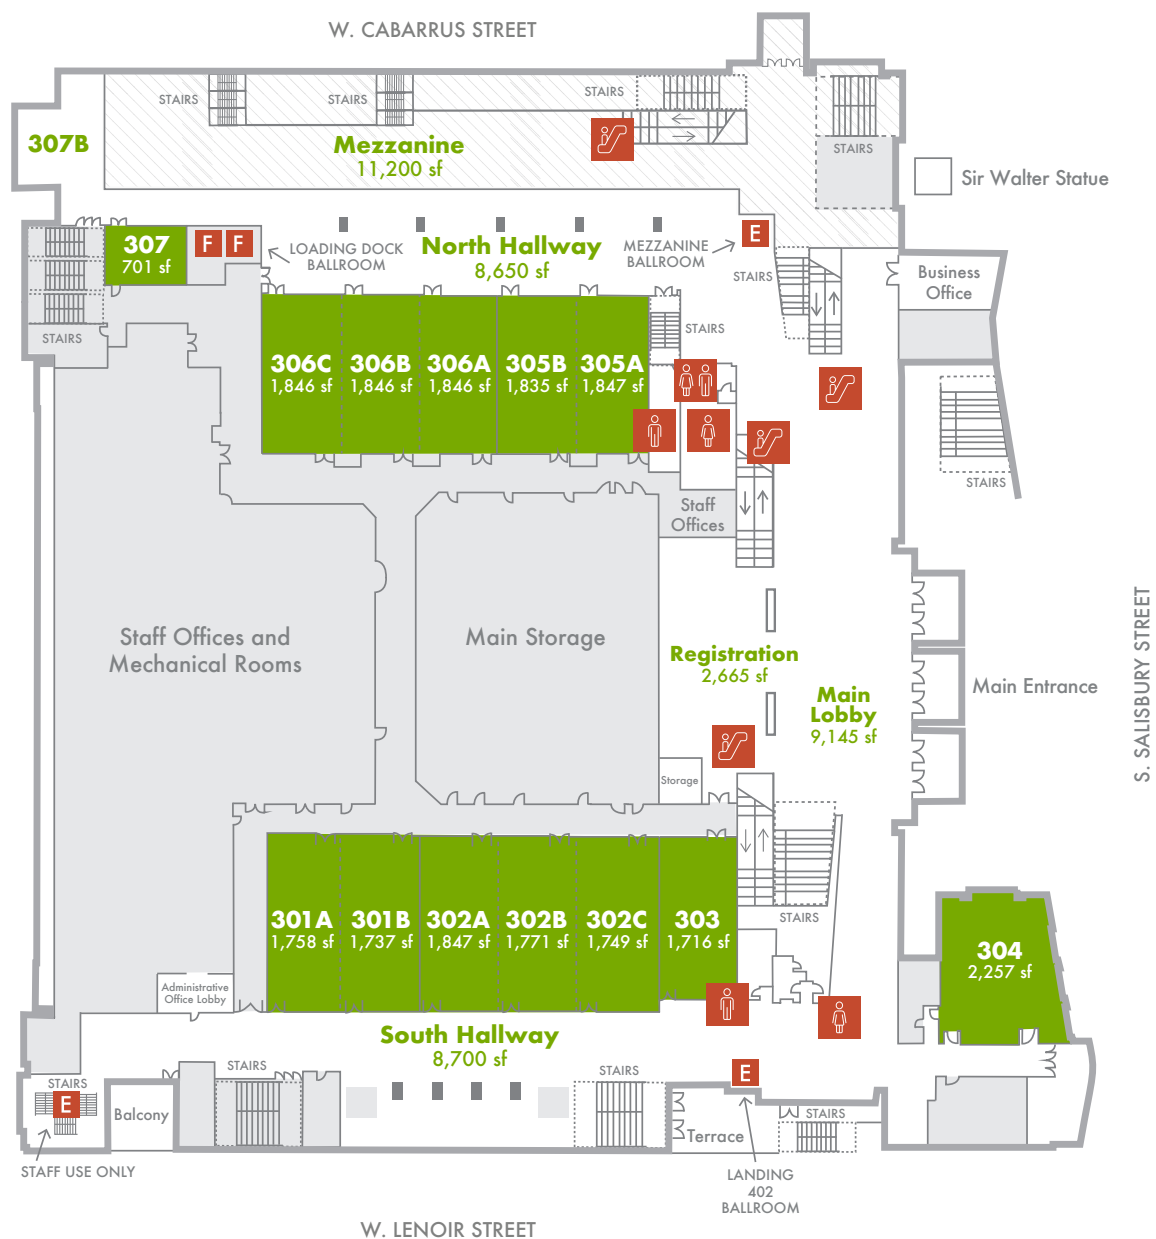 W. CABARRUS STREET
STAIRS
STAIRS
STAIRS
307B
Mezzanine
11,200 sf
STAIRS
Sir Walter Statue
307
701 sf
F
F
LOADING DOCK
BALLROOM
North Hallway
8,650 sf
MEZZANINE
BALLROOM
E
STAIRS
Business
Office
STAIRS
STAIRS
306C
1,846 sf
306B
1,846 sf
306A
1,846 sf
305B
1,835 sf
305A
1,847 sf
STAIRS
Staff
Offices
Staff Offices and
Mechanical Rooms
Main Storage
Registration
2,665 sf
Main
Lobby
9,145 sf
Main Entrance
S. SALISBURY STREET
Storage
301A
1,758 sf
301B
1,737 sf
302A
1,847 sf
302B
1,771 sf
302C
1,749 sf
303
1,716 sf
STAIRS
304
2,257 sf
Administrative
Office Lobby
South Hallway
8,700 sf
STAIRS
STAIRS
STAIRS
E
E
Balcony
STAIRS
Terrace
STAFF USE ONLY
LANDING
402
BALLROOM
W. LENOIR STREET